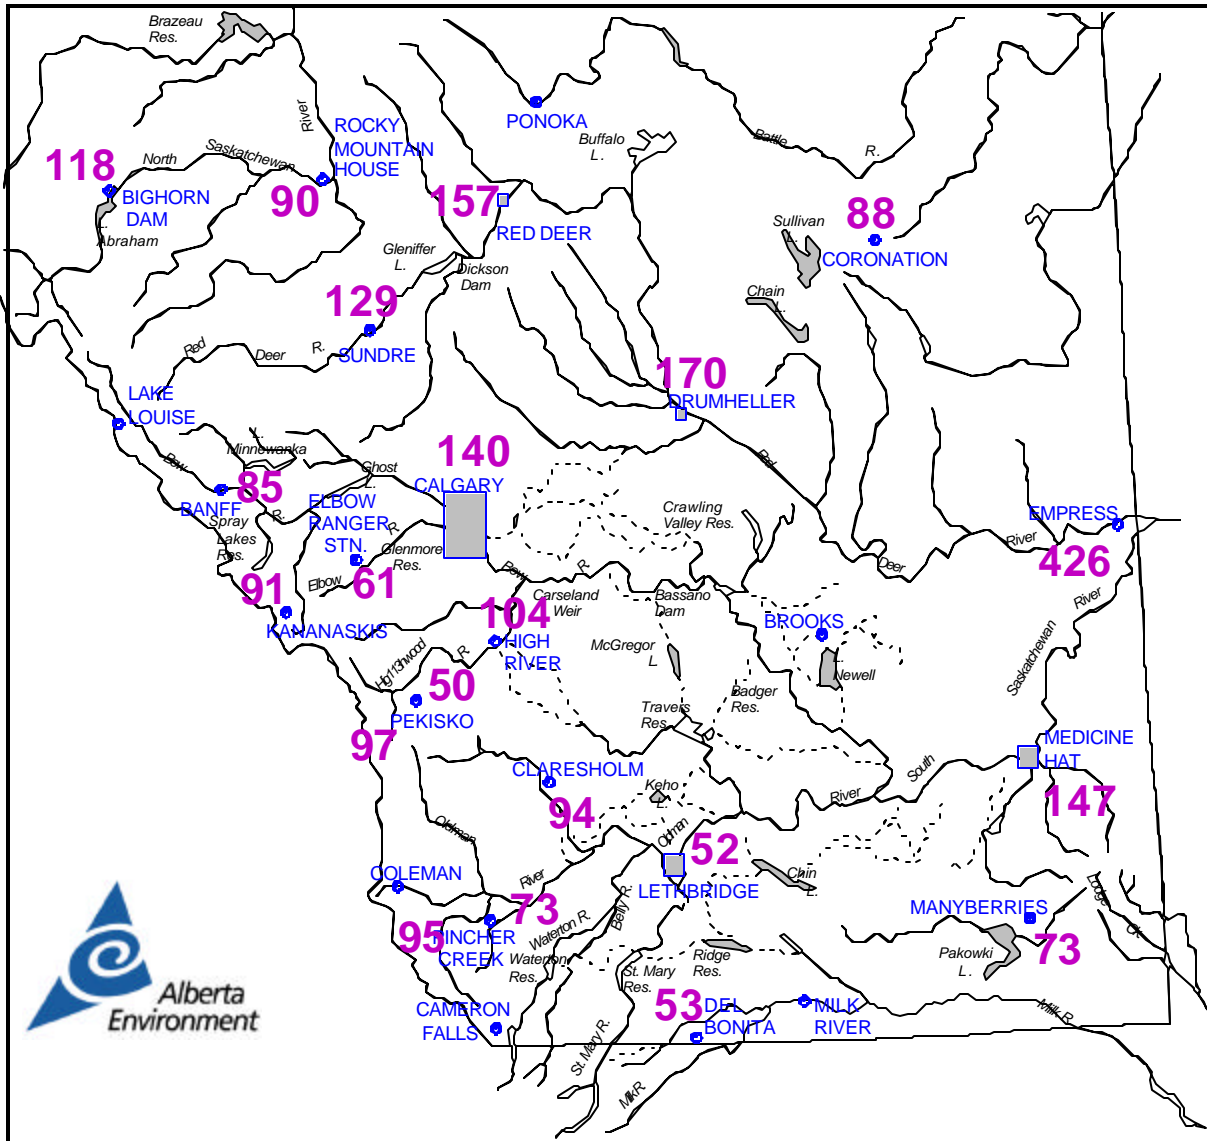 Brazeau
Res.
River
ROCKY
MOUNTAIN
HOUSE
PONOKA
Buffalo
L.
Battle
R.
118
North
Saskatchewan
BIGHORN
DAM
L.
Abraham
90
157
RED DEER
88
Sullivan
L.
CORONATION
Gleniffer
L.
Dickson
Dam
129
SUNDRE
Chain
L.
Red
Deer
R.
170
DRUMHELLER
LAKE
LOUISE
L.
Minnewanka
Ghost
L.
140
CALGARY
Bow
85
BANFF
R.
ELBOW
RANGER
STN.
R.
Glenmore
Res.
Spray
Lakes
Res.
Red
Crawling
Valley Res.
EMPRESS
River
426
River
Deer
91
KANANASKIS
Elbow
61
Bow
R.
Carseland
Weir
Bassano
Dam
104
HIGH
RIVER
McGregor
L.
BROOKS
L.
Newell
Hg113hwood
R.
50
PEKISKO
Travers
Res.
Badger
Res.
Saskatchewan
97
MEDICINE
HAT
CLARESHOLM
Keho
L.
South
River
147
94
Oldman
Oldman
52
LETHBRIDGE
Chin
L.
COLEMAN
River
73
95
PINCHER
CREEK
Waterton R.
Waterton
Res.
Belly R.
MANYBERRIES
73
Lodge
Ck.
Pakowki
L.
Ridge
Res.
St. Mary
Res.
CAMERON
FALLS
53
DEL
BONITA
MILK
RIVER
Milk R.
St. Mary R.
Milk R.
Alberta
Environment